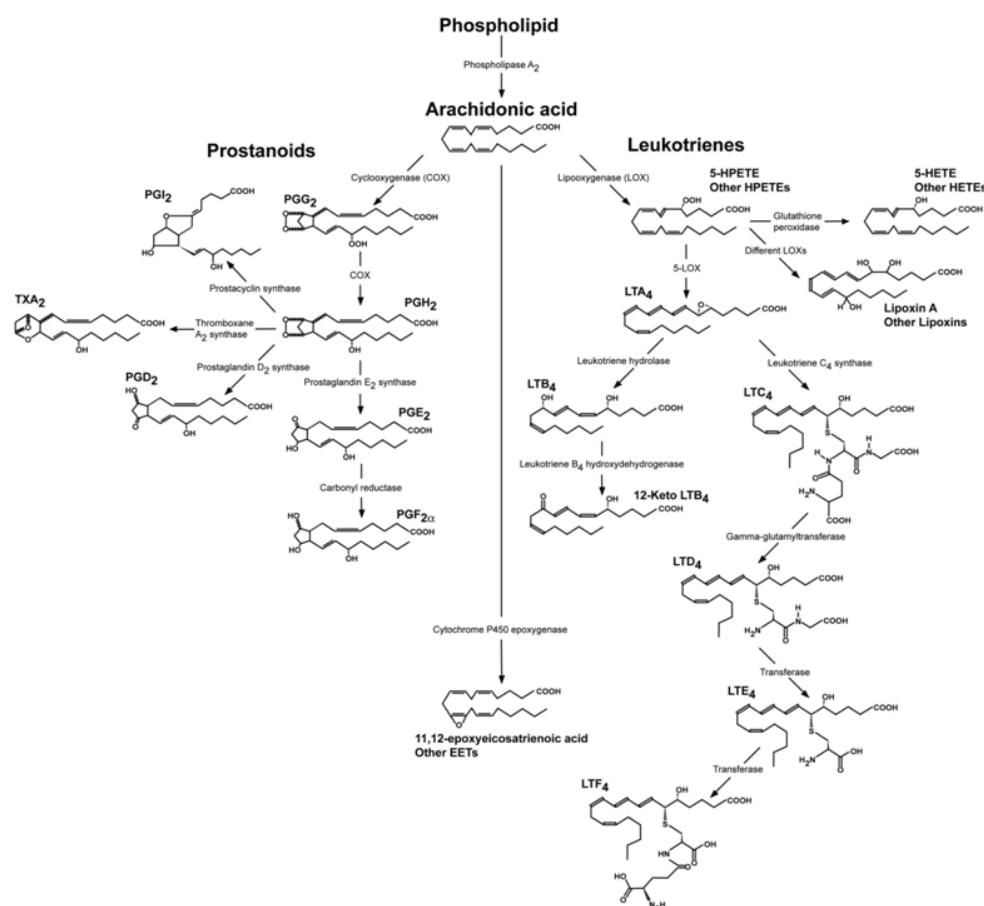 Phospholipid
Phospholipase A2
Arachidonic acid
COOH
Prostanoids
Leukotrienes
Cyclooxygenase (COX)
Lipooxygenase (LOX)
PGI2
COOH
O
HO
OH
PGG2
O
O
COOH
OOH
COX
5-HPETE
Other HPETEs
OOH
COOH
Glutathione
peroxidase
5-HETE
Other HETEs
OH
COOH
Different LOXs
HO OH
COOH
HO H
Lipoxin A
Other Lipoxins
5-LOX
Prostacyclin synthase
TXA2
O
O
COOH
OH
Thromboxane
A2 synthase
PGH2
O
O
COOH
OH
LTA4
O
COOH
Prostaglandin D2 synthase
Prostaglandin E2 synthase
Leukotriene hydrolase
Leukotriene C4 synthase
PGD2
HO
COOH
O
OH
PGE2
O
COOH
HO
OH
LTB4
OH
OH
COOH
LTC4
OH
COOH
S
H
N
COOH
N
H
O
O
H2N
COOH
Carbonyl reductase
Leukotriene B4 hydroxydehydrogenase
PGF2α
HO
COOH
HO
OH
12-Keto LTB4
O
OH
COOH
Gamma-glutamyltransferase
LTD4
OH
COOH
S
H
N
COOH
H2N
O
Cytochrome P450 epoxygenase
Transferase
COOH
O
11,12-epoxyeicosatrienoic acid
Other EETs
LTE4
OH
COOH
S
OH
H2N
O
Transferase
LTF4
OH
COOH
S
OH
HN
O
O
HO
O
N-H